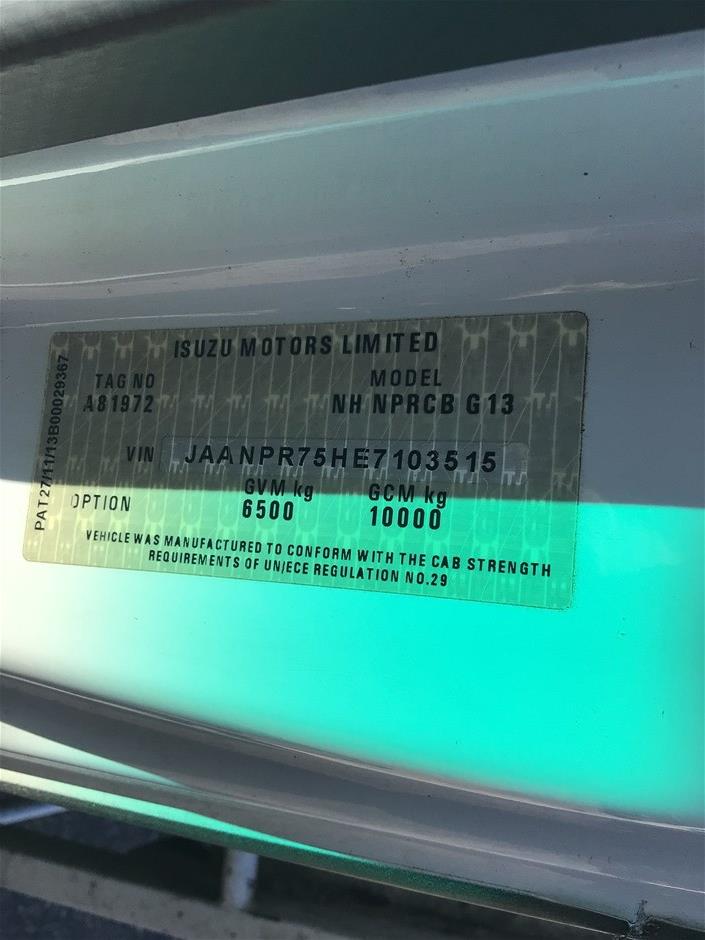 ISUZU MOTORS LIMITED
TAG NO MODEL
A81972 NH NPRCB G13
VIN JAANPR75HE7103515
GVM kg GCM kg
OPTION 6500 10000
VEHICLE WAS MANUFACTURED TO CONFORM WITH THE CAB STRENGTH
REQUIREMENTS OF UN/ECE REGULATION NO.29
PAT27/11/13B00029367